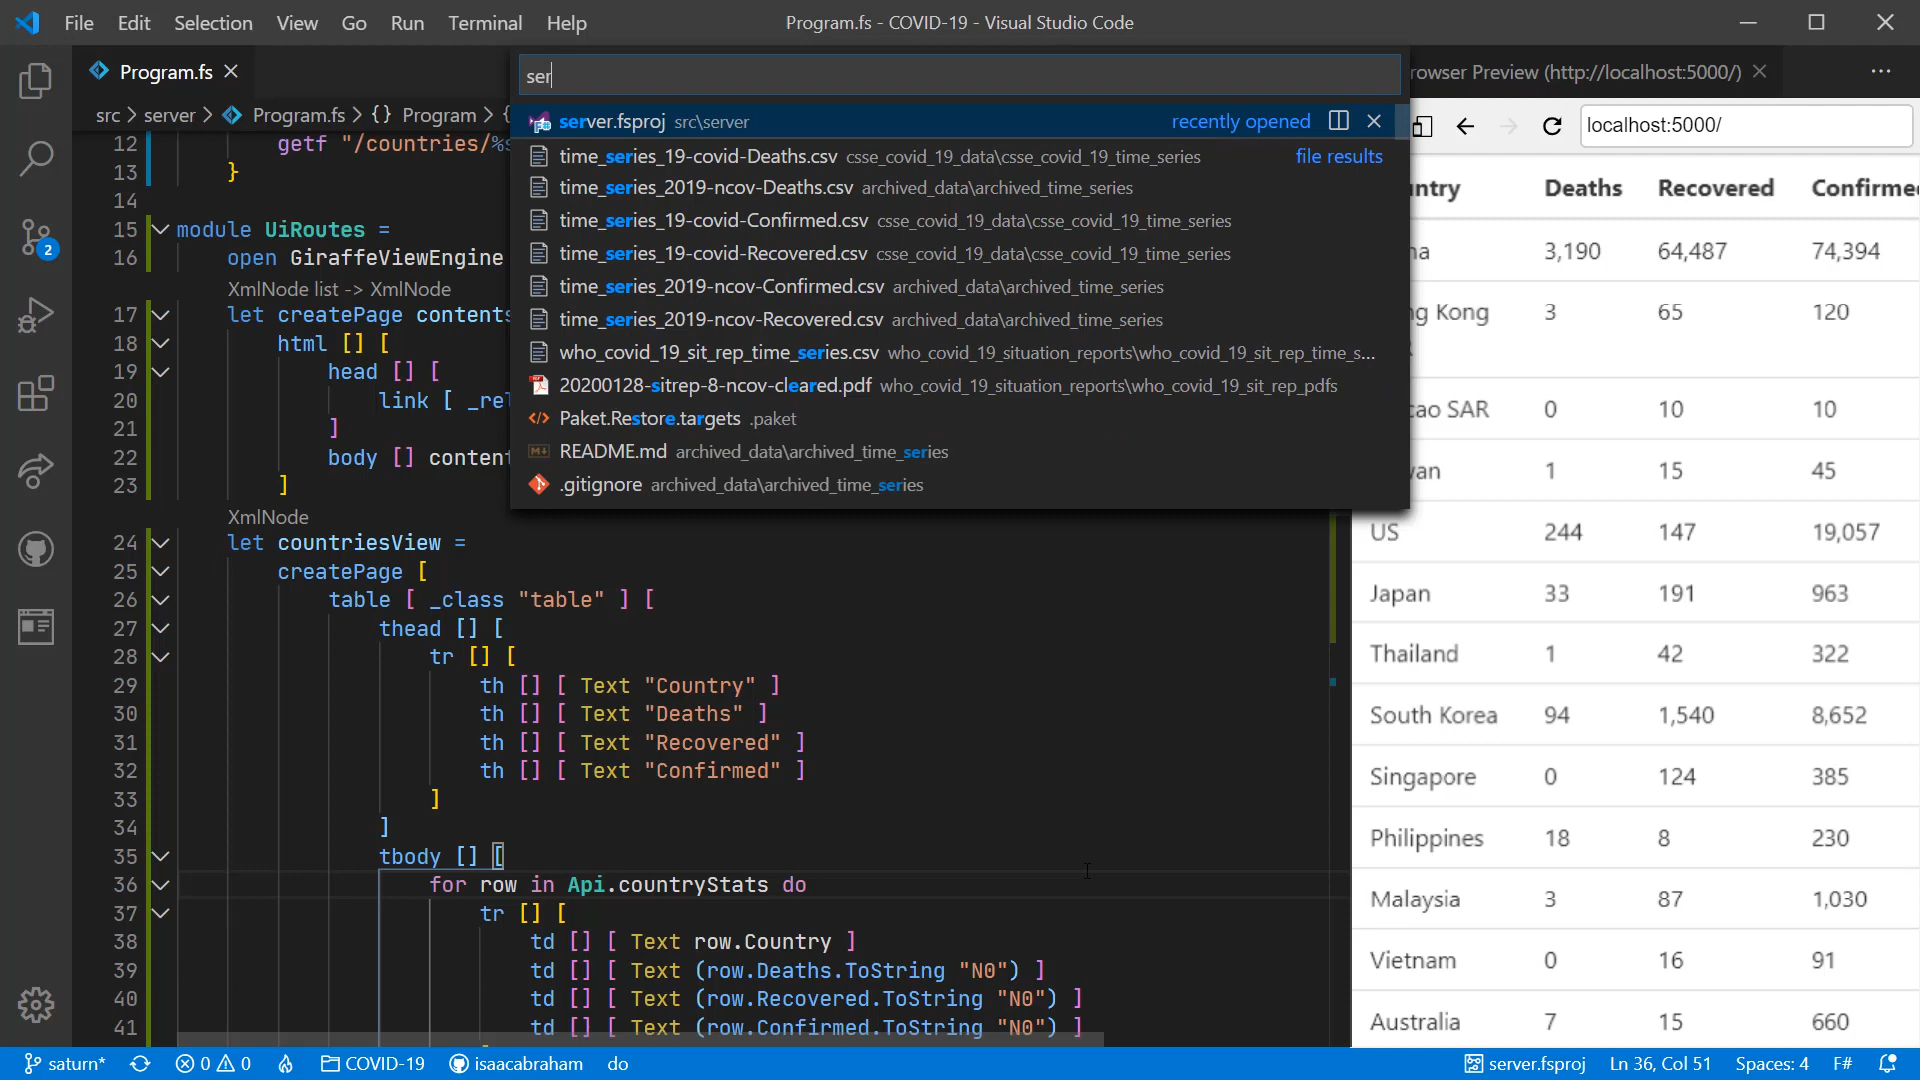 File Edit Selection View Go Run Terminal Help
Program.fs - COVID-19 - Visual Studio Code
Program.fs
src > server > Program.fs > {} Program > {
ser
server.fsproj src\server recently opened
time_series_19-covid-Deaths.csv csse_covid_19_data\csse_covid_19_time_series file results
time_series_2019-ncov-Deaths.csv archived_data\archived_time_series
time_series_19-covid-Confirmed.csv csse_covid_19_data\csse_covid_19_time_series
time_series_19-covid-Recovered.csv csse_covid_19_data\csse_covid_19_time_series
time_series_2019-ncov-Confirmed.csv archived_data\archived_time_series
time_series_2019-ncov-Recovered.csv archived_data\archived_time_series
who_covid_19_sit_rep_time_series.csv who_covid_19_situation_reports\who_covid_19_sit_rep_time_s...
20200128-sitrep-8-ncov-cleared.pdf who_covid_19_situation_reports\who_covid_19_sit_rep_pdfs
Paket.Restore.targets .paket
README.md archived_data\archived_time_series
.gitignore archived_data\archived_time_series
12 getf "/countries/%s
13 }
14
15 module UiRoutes =
16 open GiraffeViewEngine
XmlNode list -> XmlNode
17 let createPage contents
18 html [] [
19 head [] [
20 link [ _rel
21 ]
22 body [] content
23 ]
XmlNode
24 let countriesView =
25 createPage [
26 table [ _class "table" ] [
27 thead [] [
28 tr [] [
29 th [] [ Text "Country" ]
30 th [] [ Text "Deaths" ]
31 th [] [ Text "Recovered" ]
32 th [] [ Text "Confirmed" ]
33 ]
34 ]
35 tbody [] [
36 for row in Api.countryStats do
37 tr [] [
38 td [] [ Text row.Country ]
39 td [] [ Text (row.Deaths.ToString "N0") ]
40 td [] [ Text (row.Recovered.ToString "N0") ]
41 td [] [ Text (row.Confirmed.ToString "N0") ]
rowser Preview (http://localhost:5000/)
localhost:5000/
untry Deaths Recovered Confirme
na 3,190 64,487 74,394
ng Kong 3 65 120
R
cao SAR 0 10 10
wan 1 15 45
US 244 147 19,057
Japan 33 191 963
Thailand 1 42 322
South Korea 94 1,540 8,652
Singapore 0 124 385
Philippines 18 8 230
Malaysia 3 87 1,030
Vietnam 0 16 91
Australia 7 15 660
2
saturn* 0 0 COVID-19 isaacabraham do
server.fsproj Ln 36, Col 51 Spaces: 4 F#